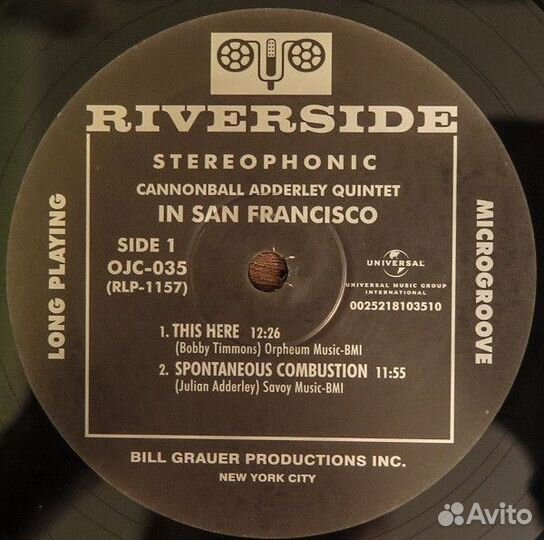 RIVERSIDE
STEREOPHONIC
CANNONBALL ADDERLEY QUINTET
IN SAN FRANCISCO
LONG PLAYING
SIDE 1
OJC-035
(RLP-1157)
UNIVERSAL
UNIVERSAL MUSIC GROUP
INTERNATIONAL
0025218103510
MICROGROOVE
1. THIS HERE 12:26
(Bobby Timmons) Orpheum Music-BMI
2. SPONTANEOUS COMBUSTION 11:55
(Julian Adderley) Savoy Music-BMI
BILL GRAUER PRODUCTIONS INC.
NEW YORK CITY
Avito